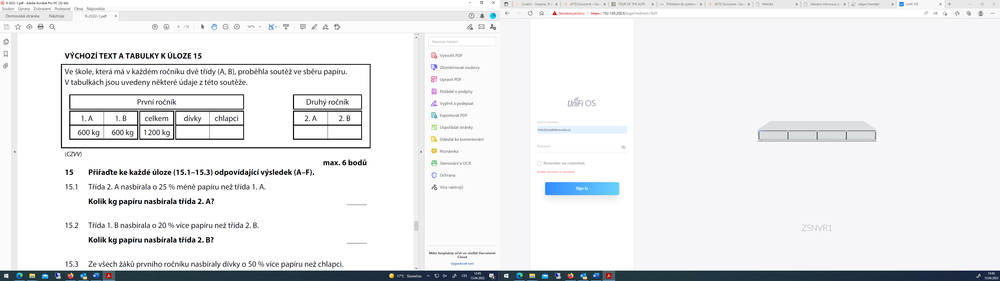 9-2022-1.pdf - Adobe Acrobat Pro DC (32-bit)
Soubor Úpravy Zobrazení Podepsat Okna Nápověda
Domovská stránka Nástroje 9-2022-1.pdf
9 / 10 167%
VÝCHOZÍ TEXT A TABULKY K ÚLOZE 15
Ve škole, která má v každém ročníku dvě třídy (A, B), proběhla soutěž ve sběru papíru.
V tabulkách jsou uvedeny některé údaje z této soutěže.
První ročník
1. A 1. B celkem dívky chlapci
600 kg 600 kg 1 200 kg
Druhý ročník
2. A 2. B
(CZVV)
max. 6 bodů
15 Přiřaďte ke každé úloze (15.1–15.3) odpovídající výsledek (A–F).
15.1 Třída 2. A nasbírala o 25 % méně papíru než třída 1. A.
Kolik kg papíru nasbírala třída 2. A?
15.2 Třída 1. B nasbírala o 20 % více papíru než třída 2. B.
Kolik kg papíru nasbírala třída 2. B?
15.3 Ze všech žáků prvního ročníku nasbíraly dívky o 50 % více papíru než chlapci.
Nástroje hledání
Vytvořit PDF
Zkombinovat soubory
Upravit PDF
Požádat o podpisy
Vyplnit a podepsat
Exportovat PDF
Uspořádat stránky
Odeslat ke komentování
Poznámka
Skenování a OCR
Ochrana
Více nástrojů
Máte bezplatný účet ve službě Document
Cloud
Upgradovat nyní
17°C Slunečno CES 13:45
13.04.2022 4
Scratch - Imagine, Pro (475) Doručené – Sezn TOUR OF THE ALPS Přihlášení do systému (473) Doručené – Sezn Matrika Aktuální informace pr edge://newtab/ UniFi OS
Nezabezpečeno https://192.168.200.8/login?redirect=%2F
UniFi OS
Email or Username
holy@zsodolenavoda.cz
Password
Remember my credentials
Invalid username or password
Sign In
ZSNVR1
13:45
13.04.2022